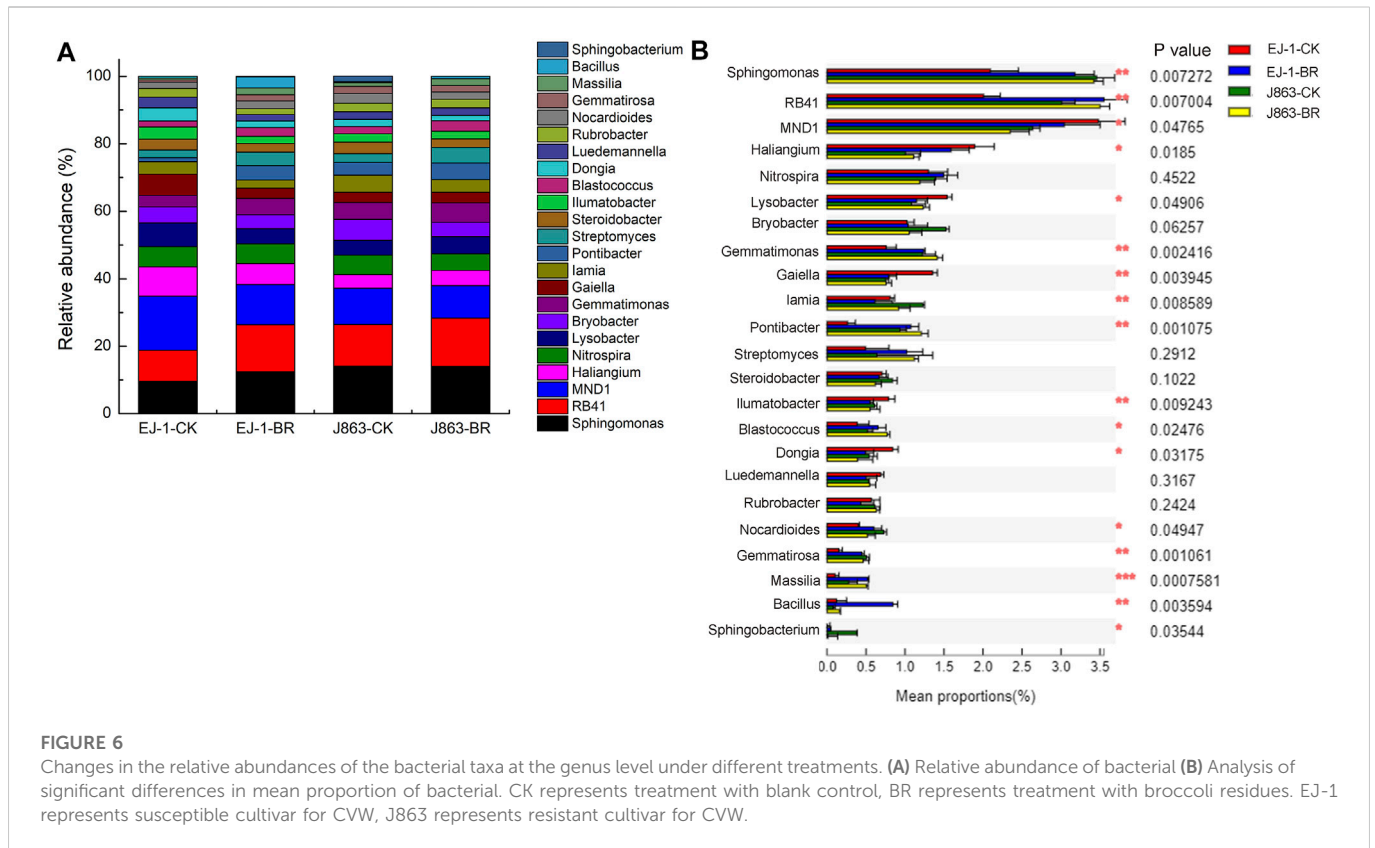 A
Relative abundance (%)
100
80
60
40
20
0
EJ-1-CK EJ-1-BR J863-CK J863-BR
Sphingobacterium
Bacillus
Massilia
Gemmatirosa
Nocardioides
Rubrobacter
Luedemannella
Dongia
Blastococcus
Ilumatobacter
Steroidobacter
Streptomyces
Pontibacter
Iamia
Gaiella
Gemmatimonas
Bryobacter
Lysobacter
Nitrospira
Haliangium
MND1
RB41
Sphingomonas
B
P value
EJ-1-CK
EJ-1-BR
J863-CK
J863-BR
Sphingomonas ** 0.007272
RB41 ** 0.007004
MND1 * 0.04765
Haliangium * 0.0185
Nitrospira 0.4522
Lysobacter * 0.04906
Bryobacter 0.06257
Gemmatimonas ** 0.002416
Gaiella ** 0.003945
Iamia ** 0.008589
Pontibacter ** 0.001075
Streptomyces 0.2912
Steroidobacter 0.1022
Ilumatobacter ** 0.009243
Blastococcus * 0.02476
Dongia * 0.03175
Luedemannella 0.3167
Rubrobacter 0.2424
Nocardioides * 0.04947
Gemmatirosa ** 0.001061
Massilia *** 0.0007581
Bacillus ** 0.003594
Sphingobacterium * 0.03544
0.0 0.5 1.0 1.5 2.0 2.5 3.0 3.5
Mean proportions(%)
FIGURE 6
Changes in the relative abundances of the bacterial taxa at the genus level under different treatments. (A) Relative abundance of bacterial (B) Analysis of
significant differences in mean proportion of bacterial. CK represents treatment with blank control, BR represents treatment with broccoli residues. EJ-1
represents susceptible cultivar for CVW, J863 represents resistant cultivar for CVW.